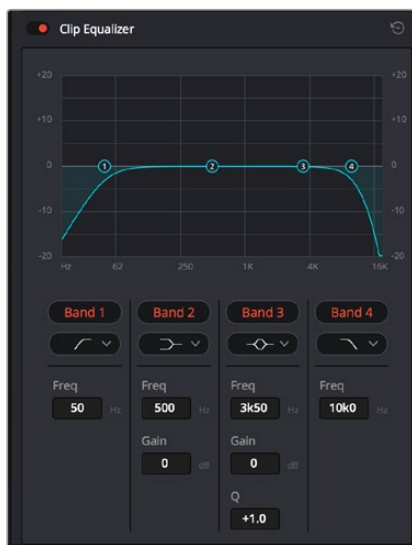 Clip Equalizer
+20 +20
+10 +10
0 0
-10 -10
-20 -20
Hz 62 250 1K 4K 16K
1 2 3 4
Band 1 Band 2 Band 3 Band 4
Freq Freq Freq Freq
50 Hz 500 Hz 3k50 Hz 10k0 Hz
Gain Gain
0 dB 0 dB
Q
+1.0